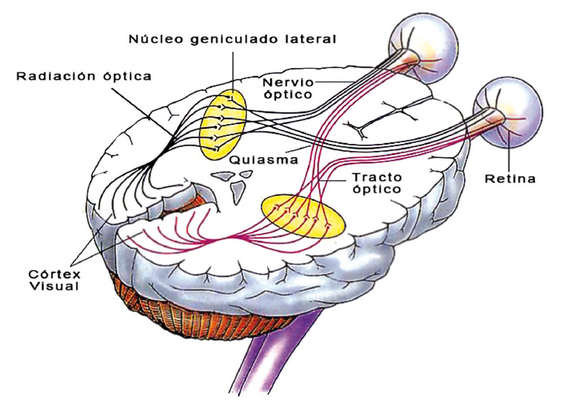 Núcleo geniculado lateral
Radiación óptica
Nervio
óptico
Quiasma
Tracto
óptico
Retina
Córtex
Visual